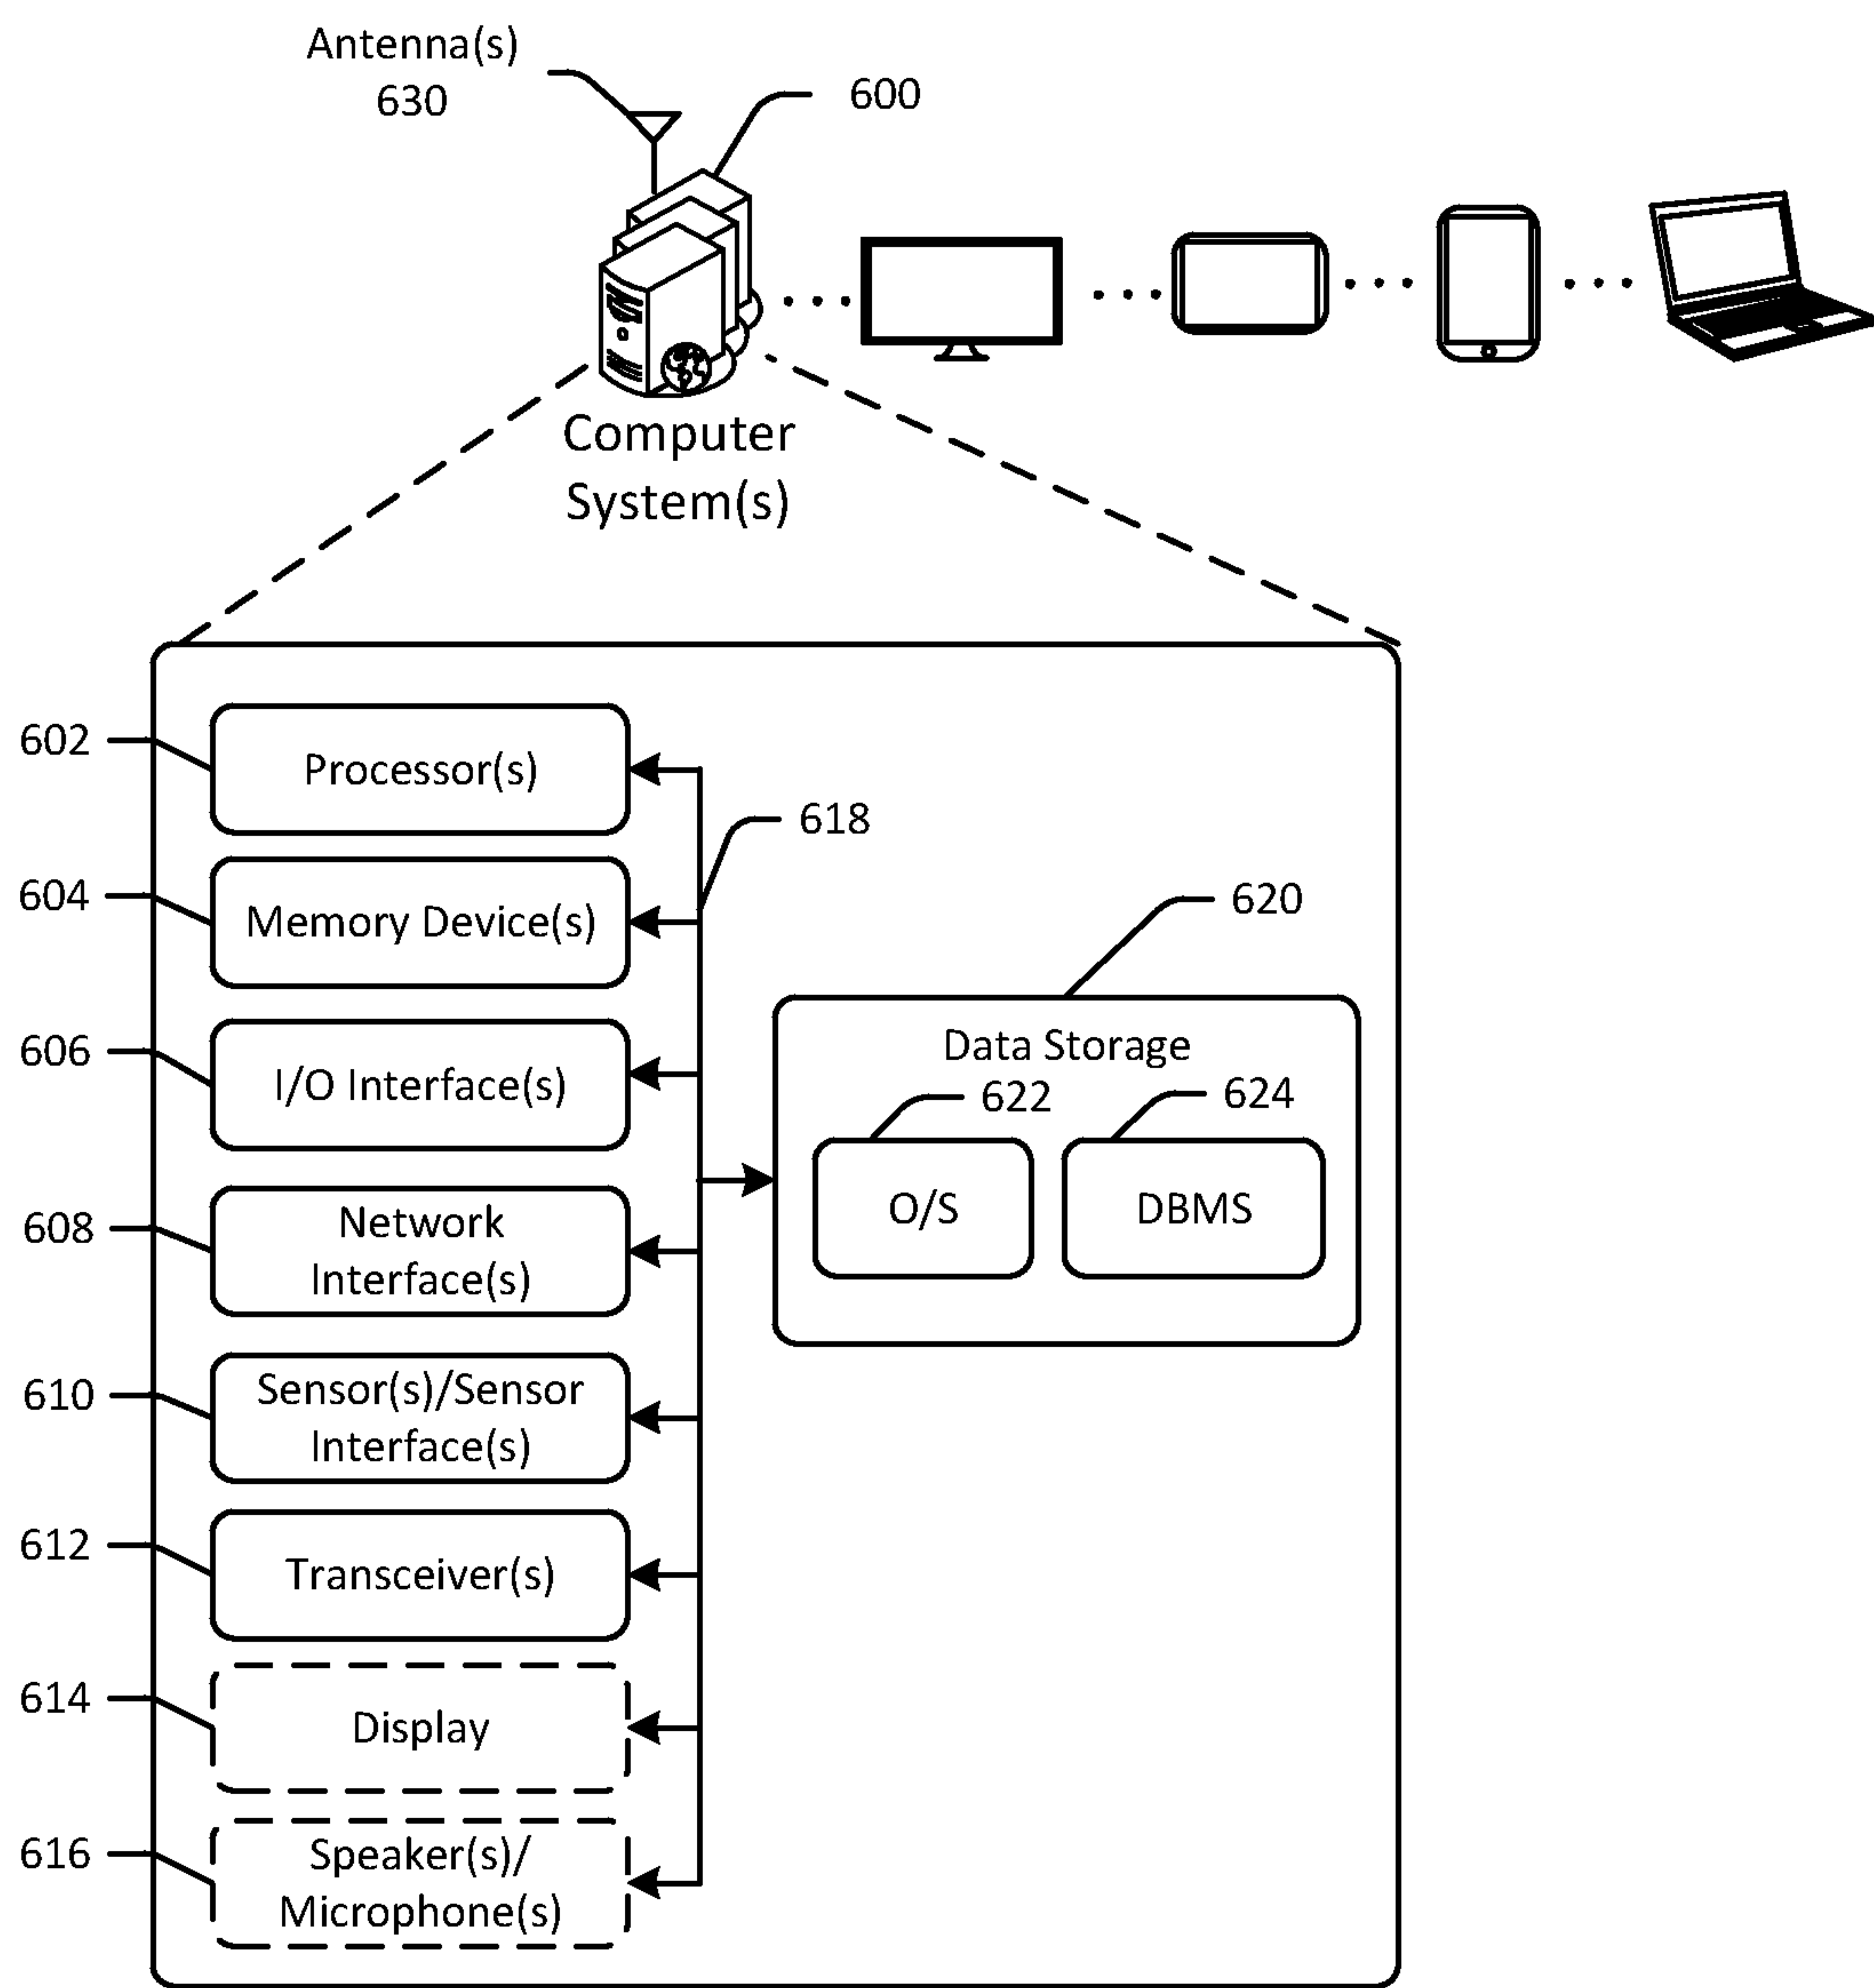 Antenna(s)
630
600
Computer
System(s)
602
Processor(s)
618
604
Memory Device(s)
620
606
I/O Interface(s)
Data Storage
622
624
O/S
DBMS
608
Network
Interface(s)
610
Sensor(s)/Sensor
Interface(s)
612
Transceiver(s)
614
Display
616
Speaker(s)/
Microphone(s)